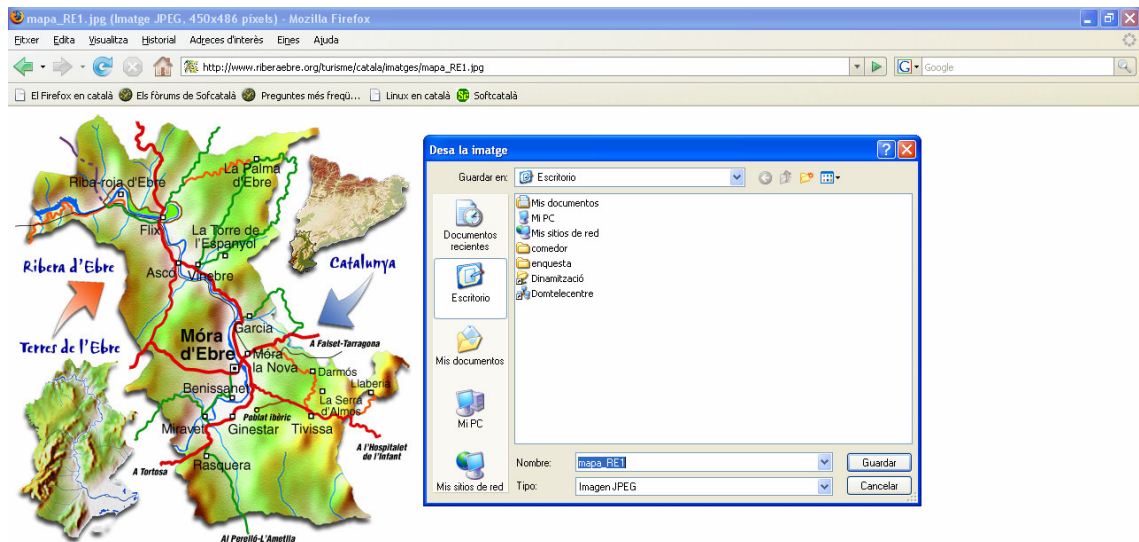 mapa_RE1.jpg (Imatge JPEG, 450x486 píxels) - Mozilla Firefox
Fitxer Edita Visualitza Historial Adreces d'interès Eines Ajuda
http://www.riberaebre.org/turisme/catala/imatges/mapa_RE1.jpg
G Google
El Firefox en català Els fòrums de Sofcatalà Preguntes més freqü... Linux en català Softcatalà
La Palma
d'Ebre
Riba-roja d'Ebre
Flix
La Torre de
l'Espanyol
Ribera d'Ebre
Ascó
Vinebre
Catalunya
Garcia
Móra
d'Ebre
A Falset-Tarragona
Terres de l'Ebre
Móra
la Nova
Darmós
Llaberia
Benissanet
La Serra
d'Almos
Poblat ibèric
Miravet
Ginestar
Tivissa
A l'Hospitalet
de l'Infant
A Tortosa
Rasquera
Al Perelló-L'Ametlla
Desa la imatge
Guardar en:
Escritorio
Documentos
recientes
Escritorio
Mis documentos
Mi PC
Mis sitios de red
Mis documentos
Mi PC
Mis sitios de red
comedor
enquesta
Dinamització
Domtelecentre
Nombre:
mapa_RE1
Guardar
Tipo:
Imagen JPEG
Cancelar